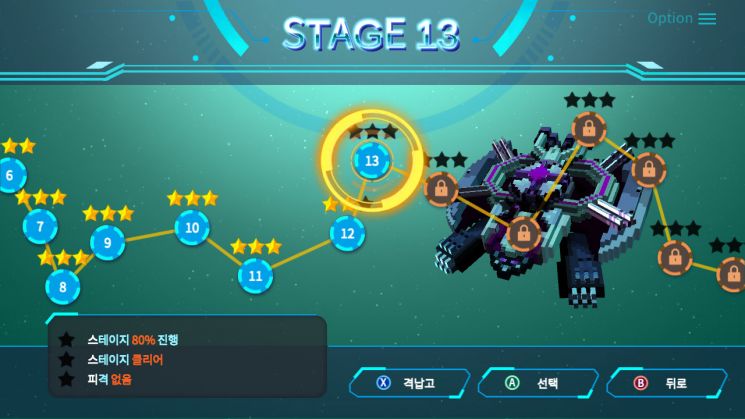 Option
STAGE 13
6
7
8
9
10
11
12
13
스테이지 80% 진행
스테이지 클리어
피격 없음
X 격납고
A 선택
B 뒤로